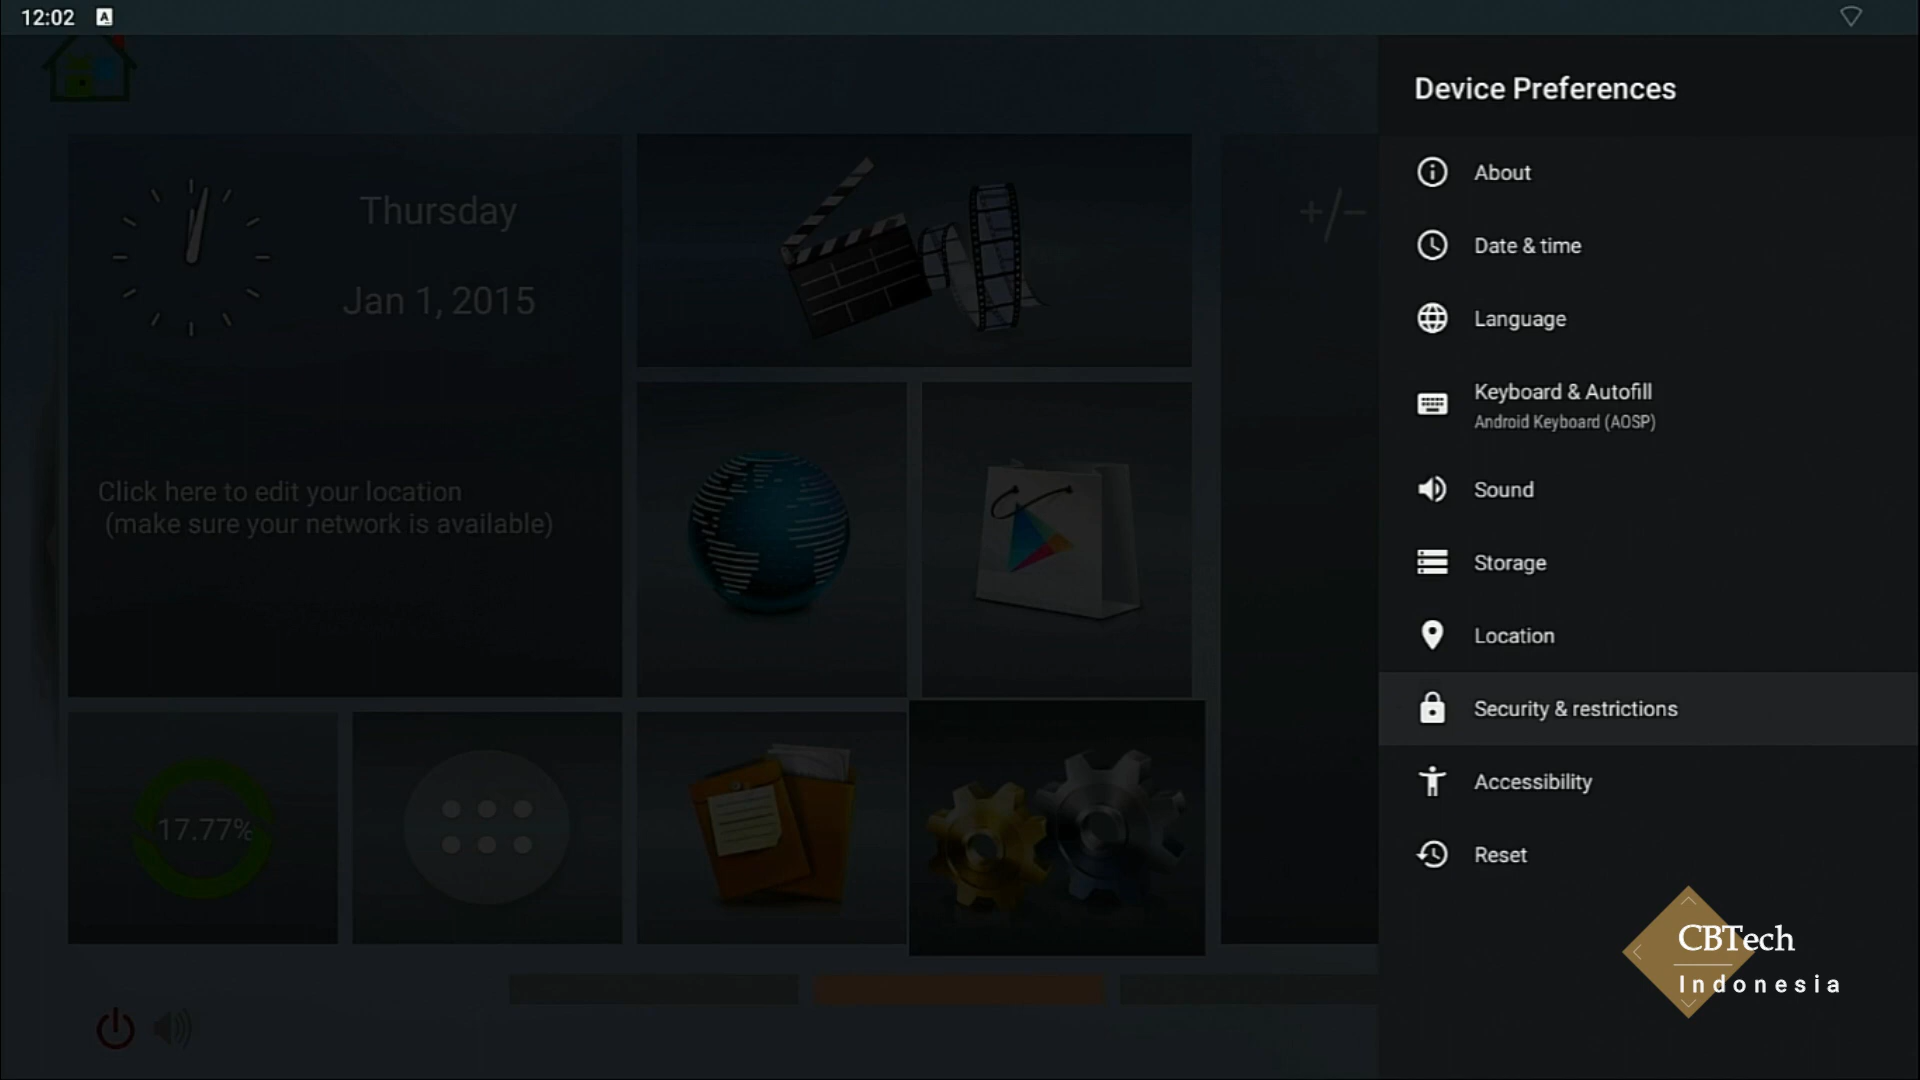 12:02
A
Thursday
Jan 1, 2015
Click here to edit your location
(make sure your network is available)
+/-
17.77%
Device Preferences
About
Date & time
Language
Keyboard & Autofill
Android Keyboard (AOSP)
Sound
Storage
Location
Security & restrictions
Accessibility
Reset
CBTech
Indonesia